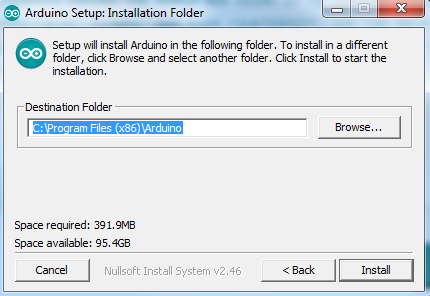 Arduino Setup: Installation Folder
Setup will install Arduino in the following folder. To install in a different
folder, click Browse and select another folder. Click Install to start the
installation.
Destination Folder
C:\Program Files (x86)\Arduino
Browse...
Space required: 391.9MB
Space available: 95.4GB
Cancel
Nullsoft Install System v2.46
< Back
Install